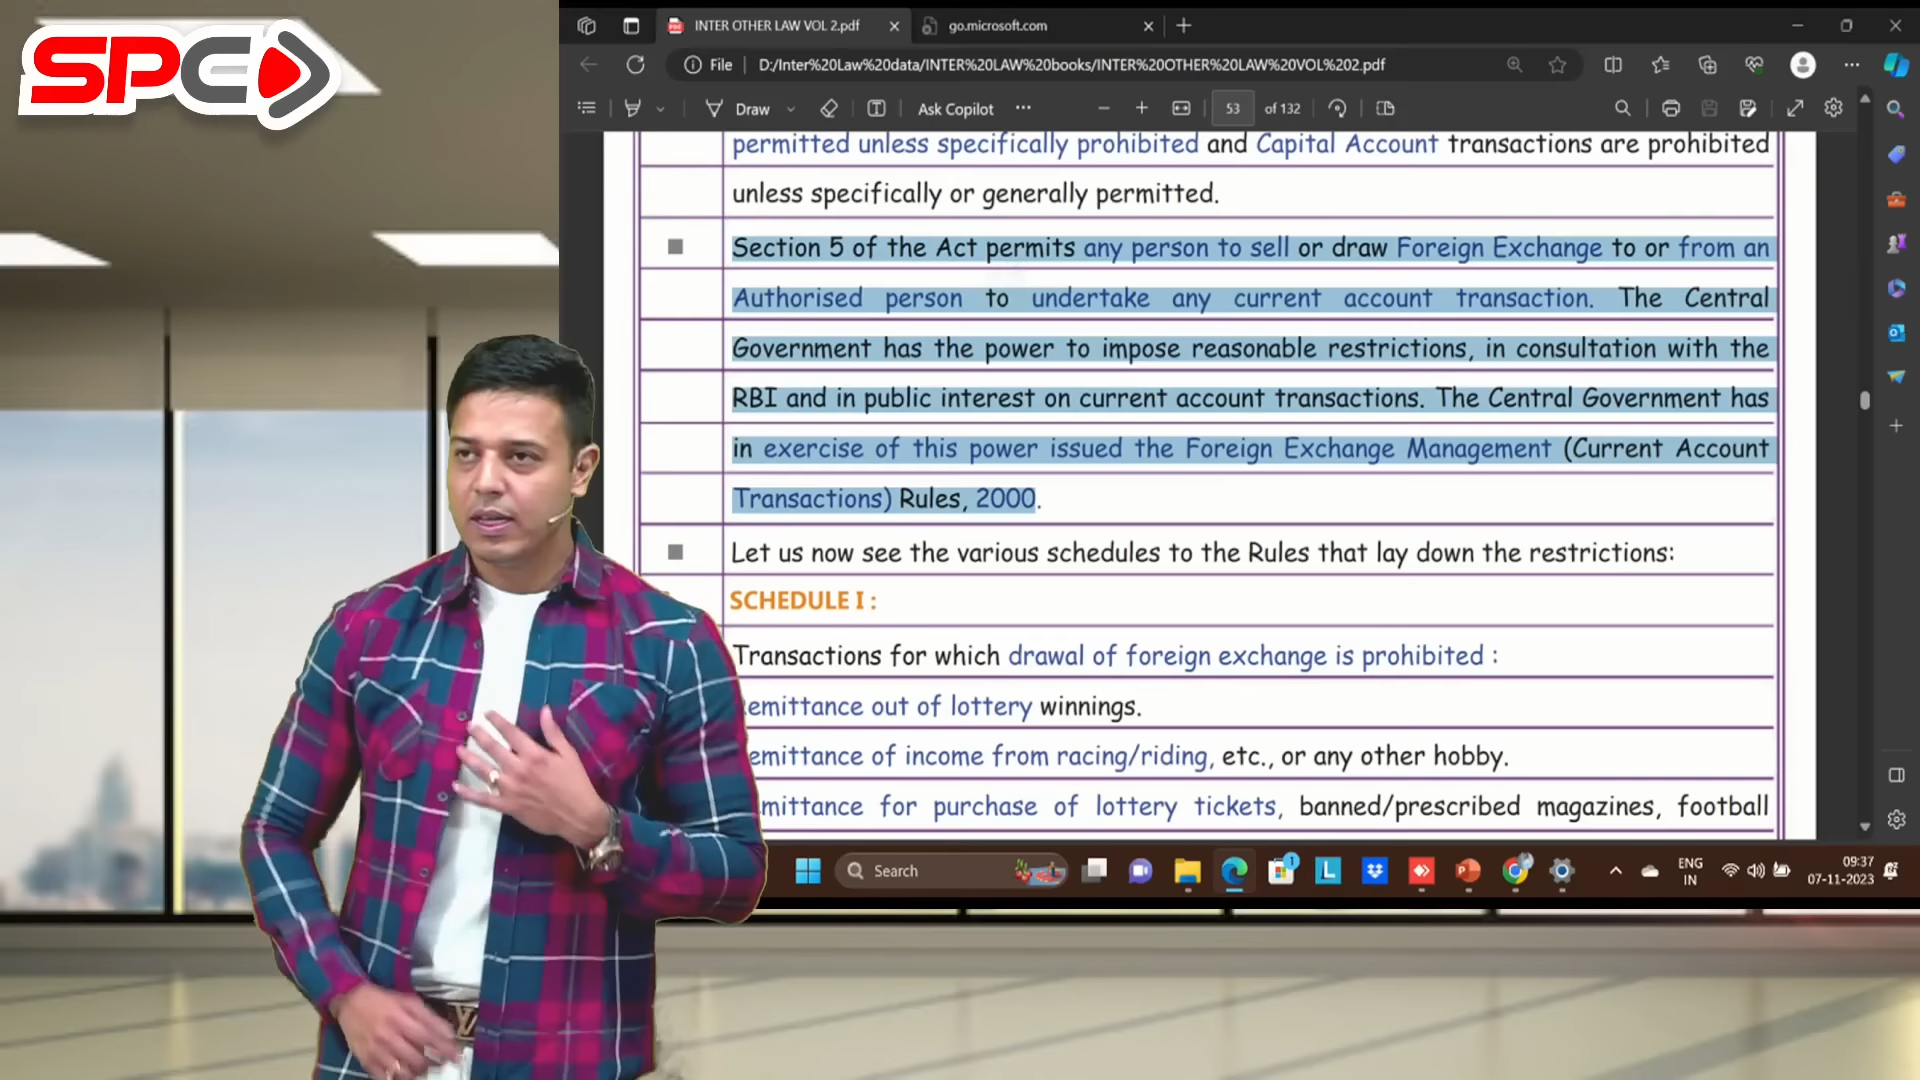 SPE
INTER OTHER LAW VOL 2.pdf
go.microsoft.com
File
D:/Inter%20Law%20data/INTER%20LAW%20books/INTER%20OTHER%20LAW%20VOL%202.pdf
Draw
Ask Copilot
53 of 132
permitted unless specifically prohibited and Capital Account transactions are prohibited
unless specifically or generally permitted.
Section 5 of the Act permits any person to sell or draw Foreign Exchange to or from an
Authorised person to undertake any current account transaction. The Central
Government has the power to impose reasonable restrictions, in consultation with the
RBI and in public interest on current account transactions. The Central Government has
in exercise of this power issued the Foreign Exchange Management (Current Account
Transactions) Rules, 2000.
Let us now see the various schedules to the Rules that lay down the restrictions:
SCHEDULE I :
Transactions for which drawal of foreign exchange is prohibited :
emittance out of lottery winnings.
emittance of income from racing/riding, etc., or any other hobby.
mittance for purchase of lottery tickets, banned/prescribed magazines, football
Search
1
L
ENG
IN
09:37
07-11-2023